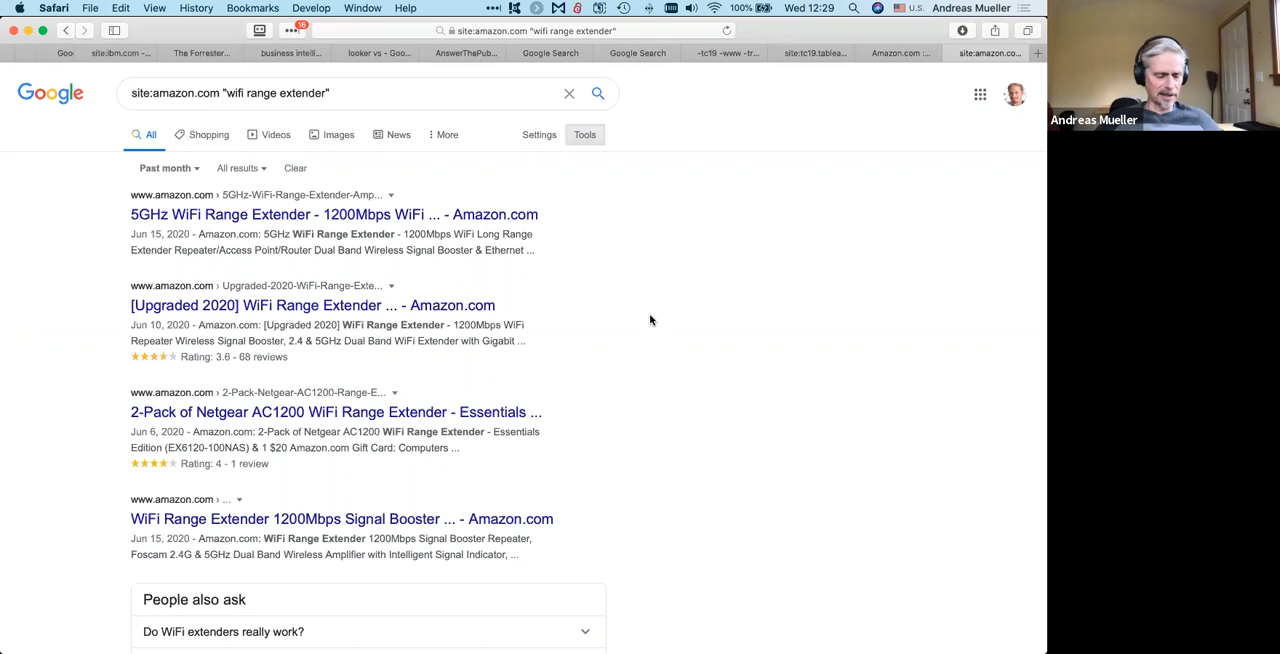 Safari File Edit View History Bookmarks Develop Window Help 100% U.S. Wed 12:29 Andreas Mueller
16 site:amazon.com "wifi range extender"
Goo site:ibm.com -... The Forrester... business intelli... looker vs - Goo... AnswerThePub... Google Search Google Search -tc19 -www -tr... site:tc19.tablea... Amazon.com :... site:amazon.co...
Google site:amazon.com "wifi range extender"
Andreas Mueller
All Shopping Videos Images News More Settings Tools
Past month All results Clear
www.amazon.com › 5GHz-WiFi-Range-Extender-Amp...
5GHz WiFi Range Extender - 1200Mbps WiFi ... - Amazon.com
Jun 15, 2020 - Amazon.com: 5GHz WiFi Range Extender - 1200Mbps WiFi Long Range
Extender Repeater/Access Point/Router Dual Band Wireless Signal Booster & Ethernet ...
www.amazon.com › Upgraded-2020-WiFi-Range-Exte...
[Upgraded 2020] WiFi Range Extender ... - Amazon.com
Jun 10, 2020 - Amazon.com: [Upgraded 2020] WiFi Range Extender - 1200Mbps WiFi
Repeater Wireless Signal Booster, 2.4 & 5GHz Dual Band WiFi Extender with Gigabit ...
Rating: 3.6 - 68 reviews
www.amazon.com › 2-Pack-Netgear-AC1200-Range-E...
2-Pack of Netgear AC1200 WiFi Range Extender - Essentials ...
Jun 6, 2020 - Amazon.com: 2-Pack of Netgear AC1200 WiFi Range Extender - Essentials
Edition (EX6120-100NAS) & 1 $20 Amazon.com Gift Card: Computers ...
Rating: 4 - 1 review
www.amazon.com › ...
WiFi Range Extender 1200Mbps Signal Booster ... - Amazon.com
Jun 15, 2020 - Amazon.com: WiFi Range Extender 1200Mbps Signal Booster Repeater,
Foscam 2.4G & 5GHz Dual Band Wireless Amplifier with Intelligent Signal Indicator, ...
People also ask
Do WiFi extenders really work?